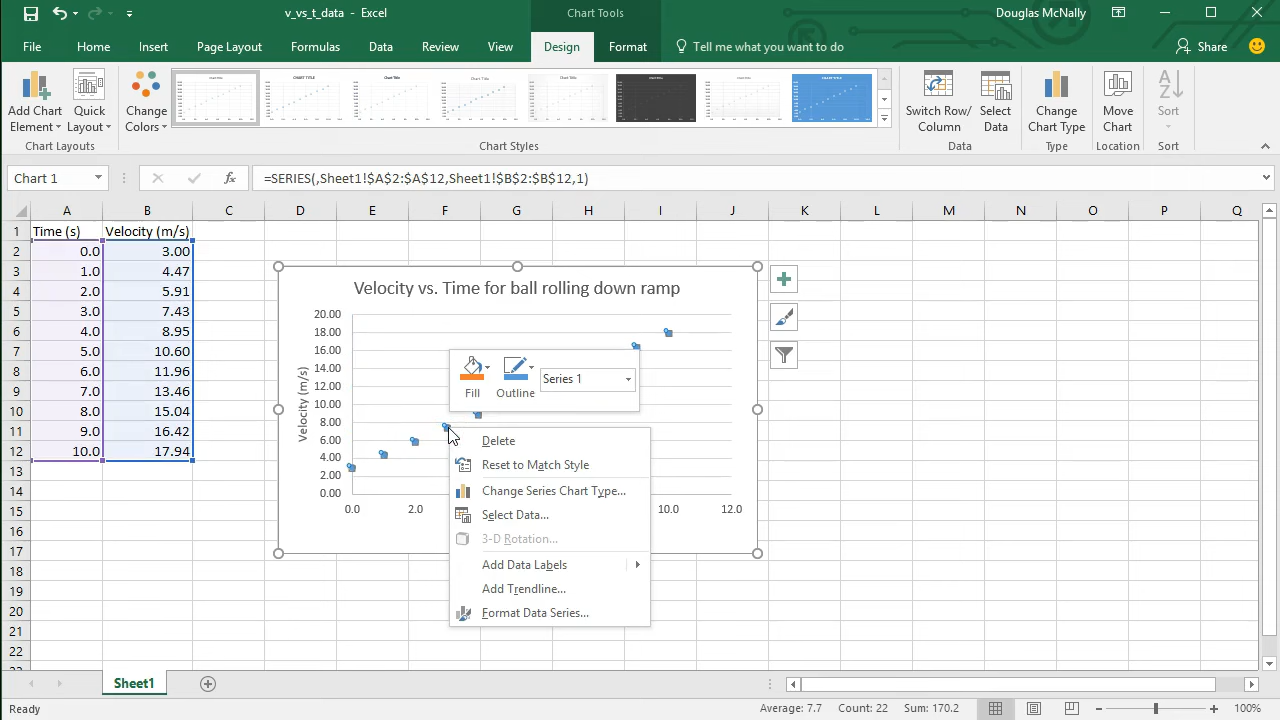 v_vs_t_data - Excel
Chart Tools
Douglas McNally
File Home Insert Page Layout Formulas Data Review View Design Format Tell me what you want to do Share
Add Chart Element
Quick Layout
Change Colors
Switch Row/ Column
Select Data
Change Chart Type
Move Chart
Sort
Chart Layouts Chart Styles Data Type Location Sort
Chart 1 fx =SERIES(,Sheet1!$A$2:$A$12,Sheet1!$B$2:$B$12,1)
A B C D E F G H I J K L M N O P Q
1 Time (s) Velocity (m/s)
2 0.0 3.00
3 1.0 4.47
4 2.0 5.91
5 3.0 7.43
6 4.0 8.95
7 5.0 10.60
8 6.0 11.96
9 7.0 13.46
10 8.0 15.04
11 9.0 16.42
12 10.0 17.94
13
14
15
16
17
18
19
20
21
22
Velocity vs. Time for ball rolling down ramp
Velocity (m/s)
20.00
18.00
16.00
14.00
12.00
10.00
8.00
6.00
4.00
2.00
0.00
0.0 2.0 10.0 12.0
Fill Outline Series 1
Delete
Reset to Match Style
Change Series Chart Type...
Select Data...
3-D Rotation...
Add Data Labels
Add Trendline...
Format Data Series...
Sheet1
Ready Average: 7.7 Count: 22 Sum: 170.2 100%